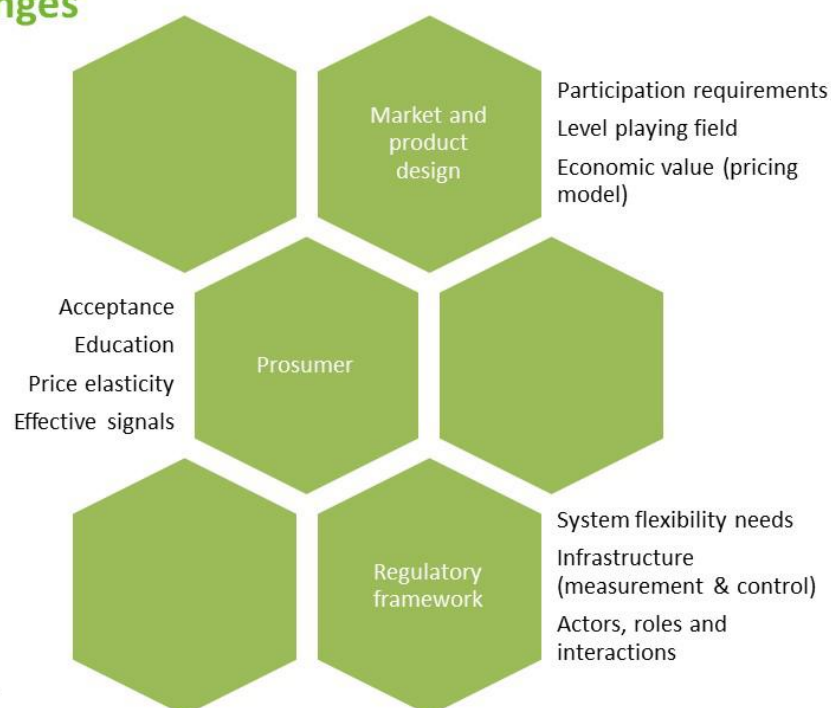 Market and
product
design
Participation requirements
Level playing field
Economic value (pricing
model)
Acceptance
Education
Price elasticity
Effective signals
Prosumer
Regulatory
framework
System flexibility needs
Infrastructure
(measurement & control)
Actors, roles and
interactions